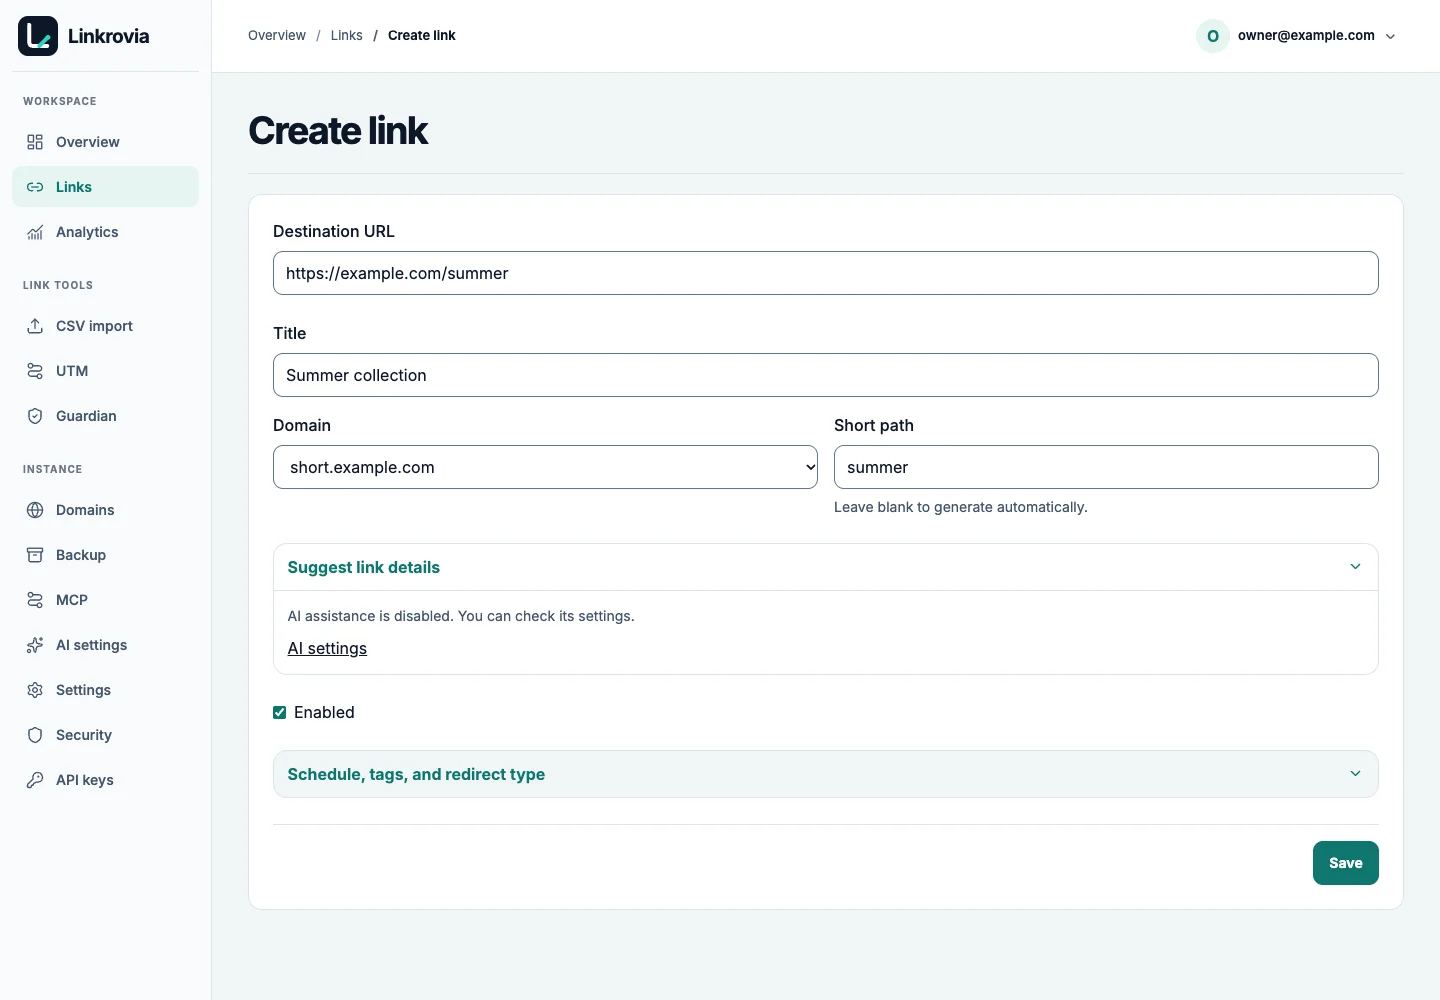 Linkrovia
WORKSPACE
Overview
Links
Analytics
LINK TOOLS
CSV import
UTM
Guardian
INSTANCE
Domains
Backup
MCP
AI settings
Settings
Security
API keys
Overview / Links / Create link
O owner@example.com
Create link
Destination URL
https://example.com/summer
Title
Summer collection
Domain
short.example.com
Short path
summer
Leave blank to generate automatically.
Suggest link details
AI assistance is disabled. You can check its settings.
AI settings
Enabled
Schedule, tags, and redirect type
Save